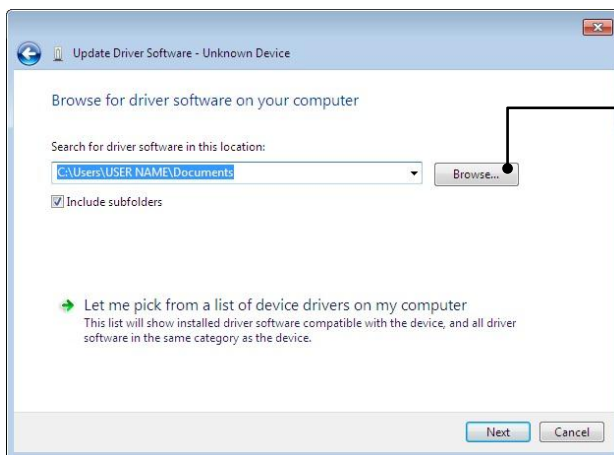 Update Driver Software - Unknown Device
Browse for driver software on your computer
Search for driver software in this location:
C:\Users\USER NAME\Documents
Browse...
Include subfolders
Let me pick from a list of device drivers on my computer
This list will show installed driver software compatible with the device, and all driver
software in the same category as the device.
Next
Cancel